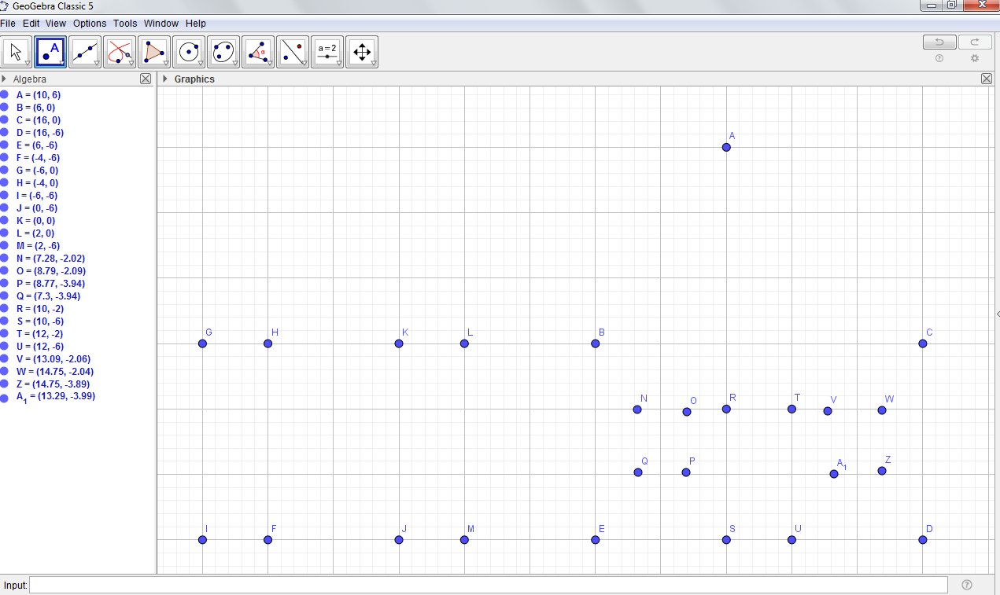 GeoGebra Classic 5
File Edit View Options Tools Window Help
A
α
a=2
Algebra
Graphics
A = (10, 6)
B = (6, 0)
C = (16, 0)
D = (16, -6)
E = (6, -6)
F = (-4, -6)
G = (-6, 0)
H = (-4, 0)
I = (-6, -6)
J = (0, -6)
K = (0, 0)
L = (2, 0)
M = (2, -6)
N = (7.28, -2.02)
O = (8.79, -2.09)
P = (8.77, -3.94)
Q = (7.3, -3.94)
R = (10, -2)
S = (10, -6)
T = (12, -2)
U = (12, -6)
V = (13.09, -2.06)
W = (14.75, -2.04)
Z = (14.75, -3.89)
A1 = (13.29, -3.99)
A
G H K L B C
N O R T V W
Q P A1 Z
I F J M E S U D
Input: